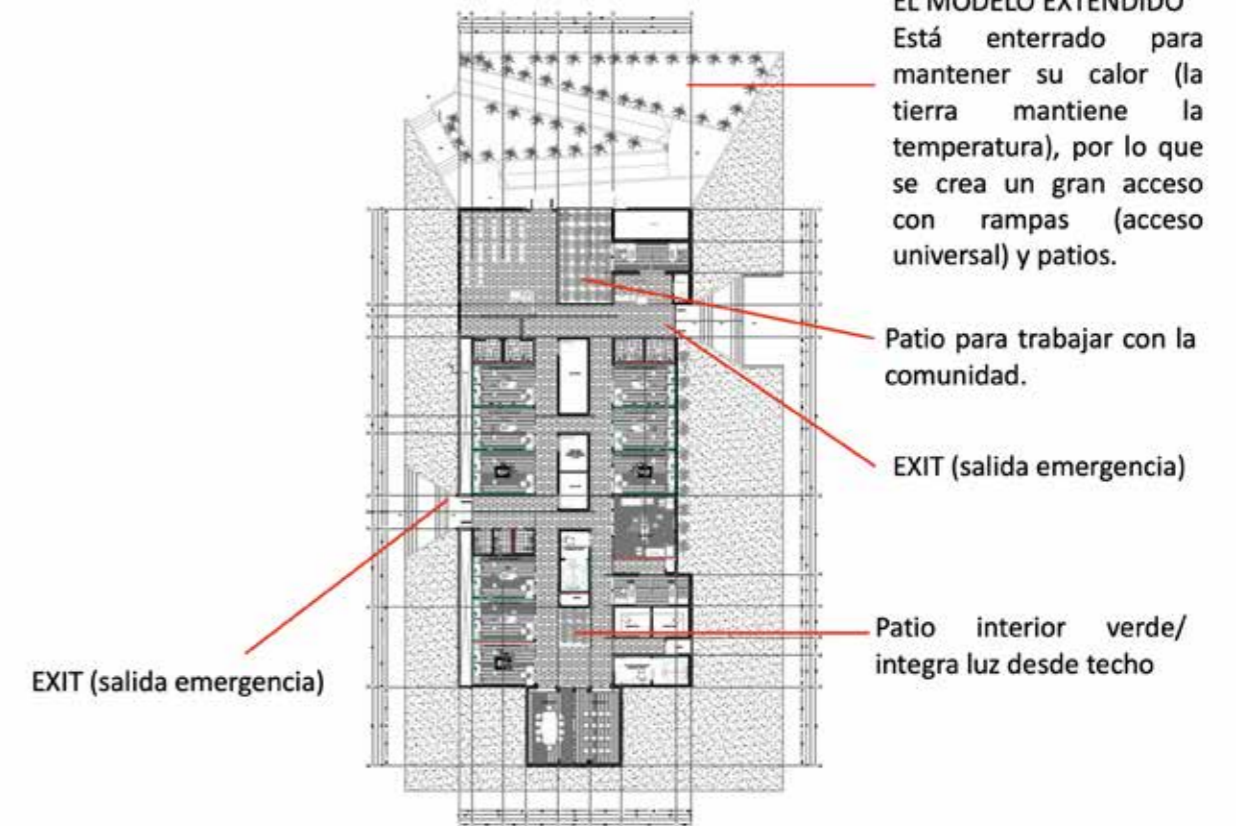 EL MODELO EXTENDIDO
Está enterrado para
mantener su calor (la
tierra mantiene la
temperatura), por lo que
se crea un gran acceso
con rampas (acceso
universal) y patios.
Patio para trabajar con la
comunidad.
EXIT (salida emergencia)
Patio interior verde/
integra luz desde techo
EXIT (salida emergencia)